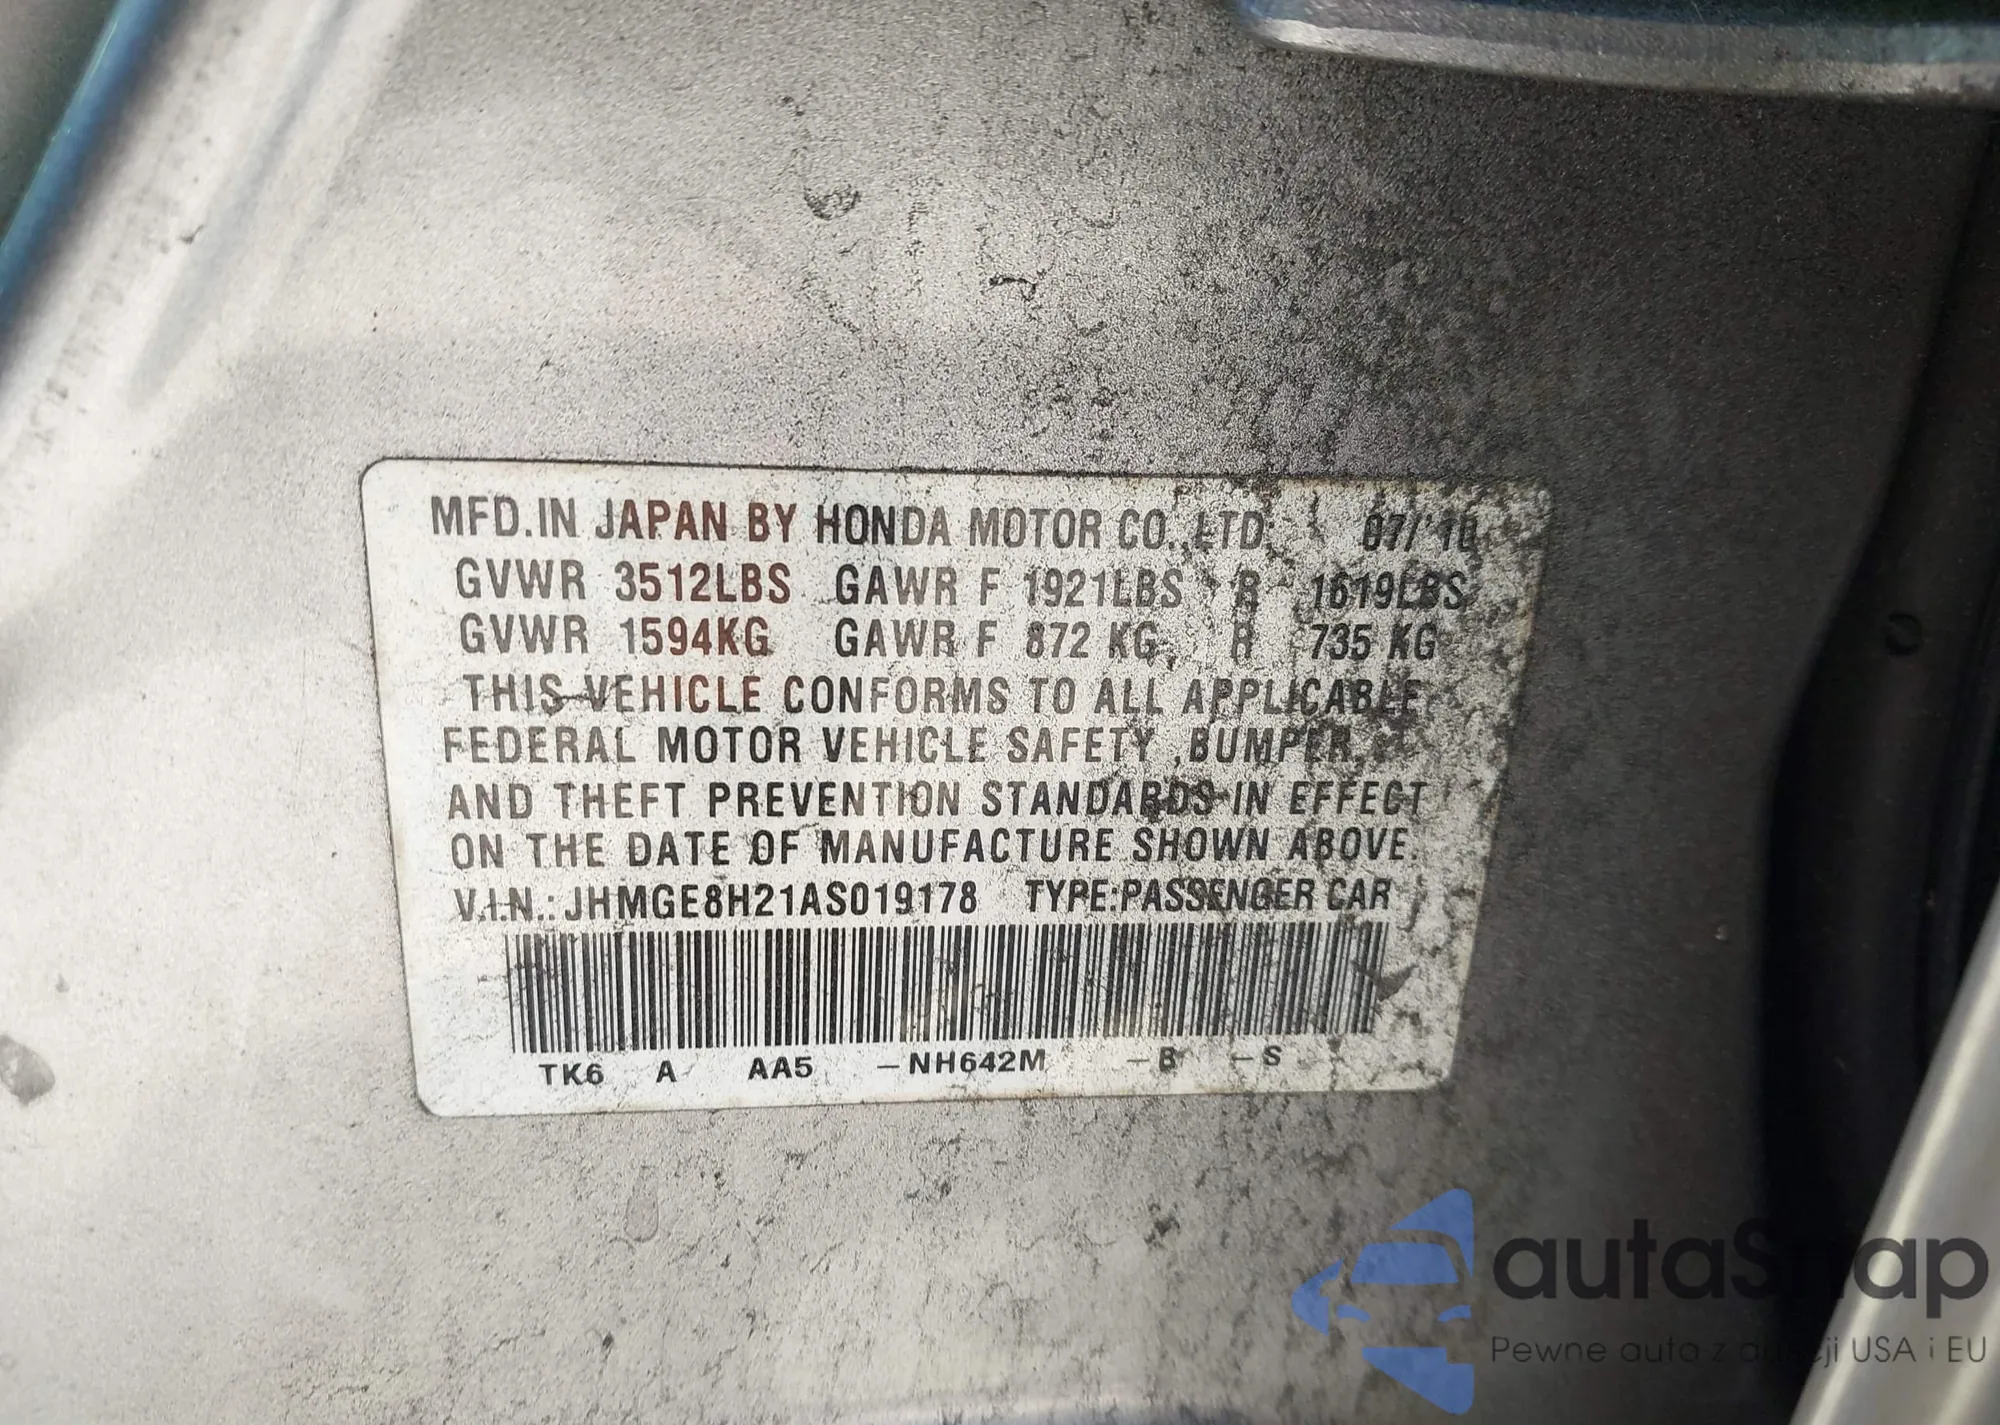 MFD.IN JAPAN BY HONDA MOTOR CO.,LTD. 07/'10
GVWR 3512LBS GAWR F 1921LBS R 1619LBS
GVWR 1594KG GAWR F 872 KG, R 735 KG
THIS VEHICLE CONFORMS TO ALL APPLICABLE
FEDERAL MOTOR VEHICLE SAFETY ,BUMPER,
AND THEFT PREVENTION STANDARDS IN EFFECT
ON THE DATE OF MANUFACTURE SHOWN ABOVE.
V.I.N.: JHMGE8H21AS019178 TYPE:PASSENGER CAR
TK6 A AA5 –NH642M –B –S
autaSnap
Pewne auto z aukcji USA i EU